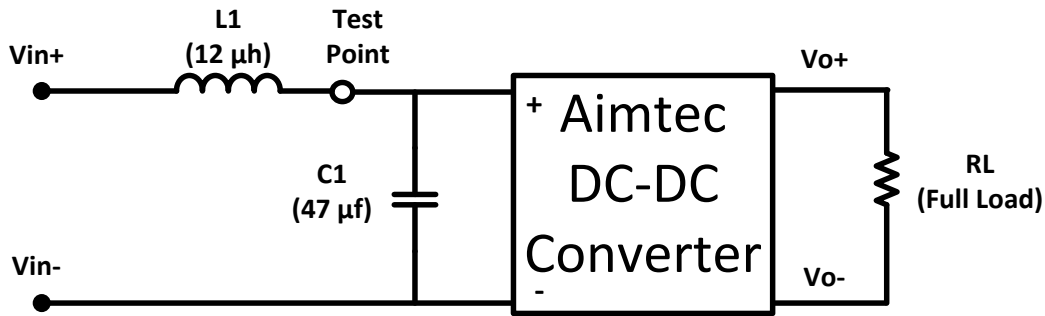 L1
(12 μh)
Test
Point
Vin+
Vo+
+
Aimtec
DC-DC
Converter
-
C1
(47 μf)
RL
(Full Load)
Vin-
Vo-